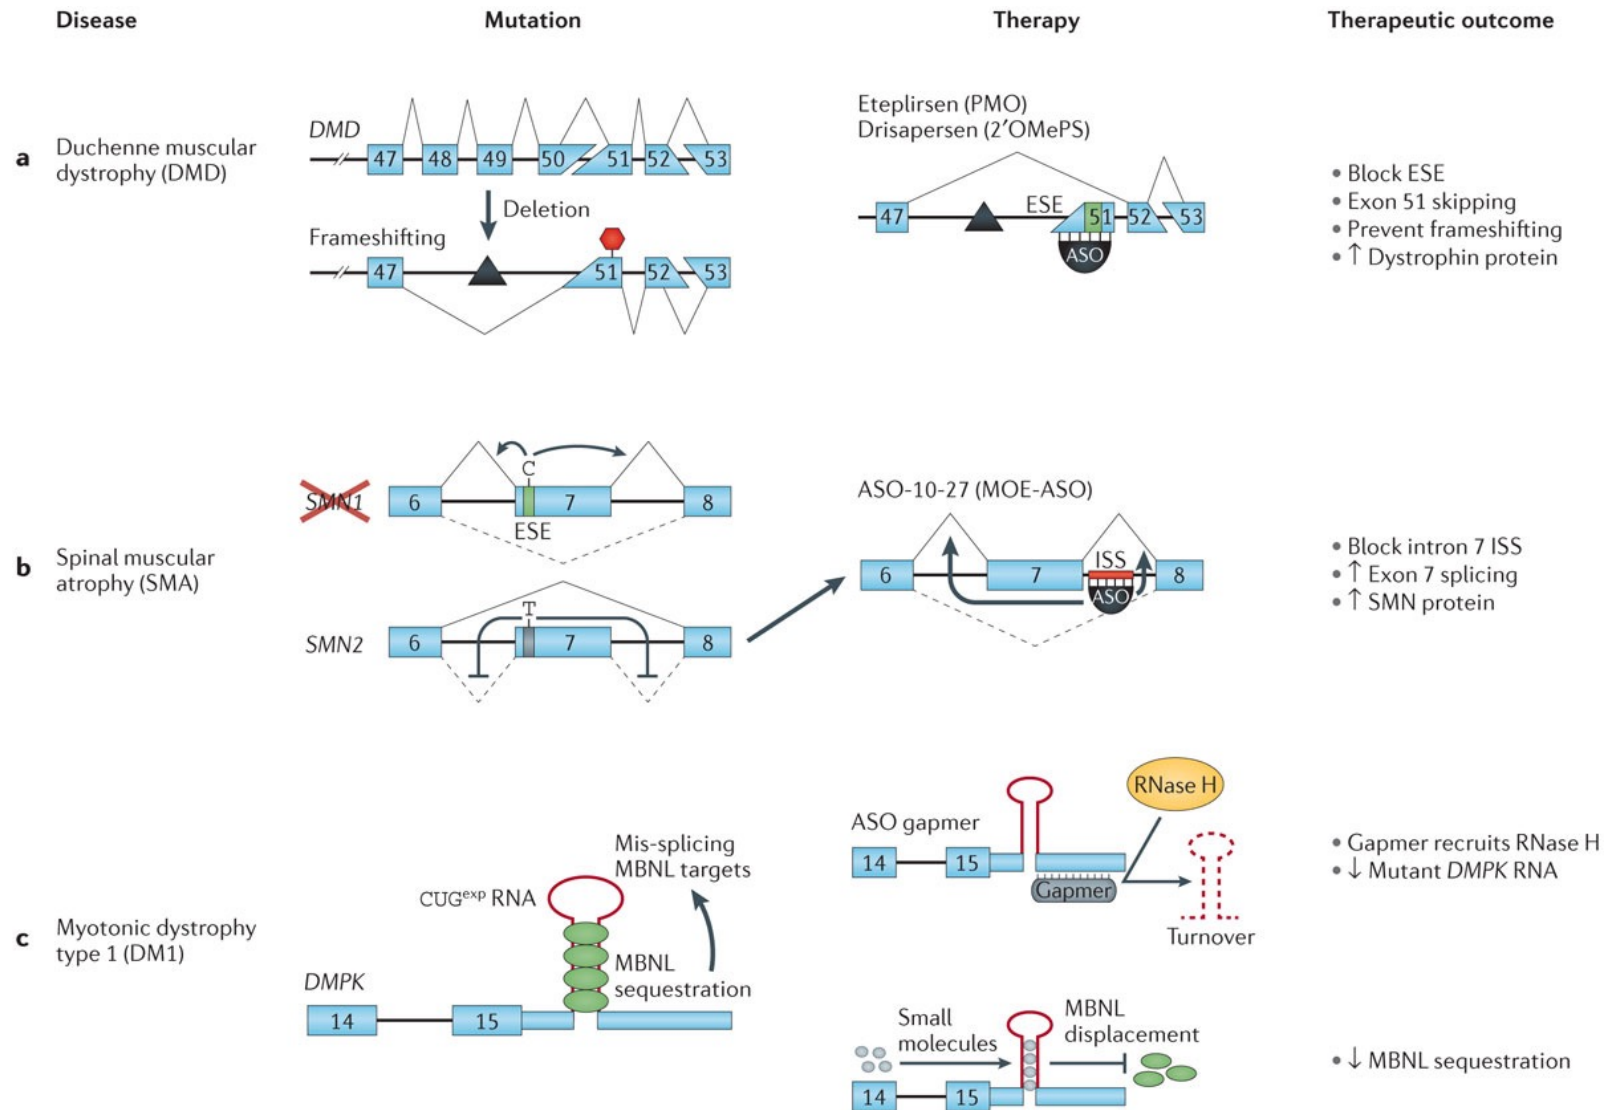 Disease
Mutation
Therapy
Therapeutic outcome
a
Duchenne muscular
dystrophy (DMD)
DMD
47
48
49
50
51
52
53
Deletion
Frameshifting
47
51
52
53
Eteplirsen (PMO)
Drisapersen (2′OMePS)
47
ESE
51
52
53
ASO
• Block ESE
• Exon 51 skipping
• Prevent frameshifting
• ↑ Dystrophin protein
b
Spinal muscular
atrophy (SMA)
SMN1
6
C
7
8
ESE
SMN2
6
T
7
8
ASO-10-27 (MOE-ASO)
6
7
ISS
8
ASO
• Block intron 7 ISS
• ↑ Exon 7 splicing
• ↑ SMN protein
c
Myotonic dystrophy
type 1 (DM1)
Mis-splicing
MBNL targets
CUGexp RNA
MBNL
sequestration
DMPK
14
15
ASO gapmer
14
15
RNase H
Gapmer
Turnover
• Gapmer recruits RNase H
• ↓ Mutant DMPK RNA
Small
molecules
MBNL
displacement
14
15
• ↓ MBNL sequestration